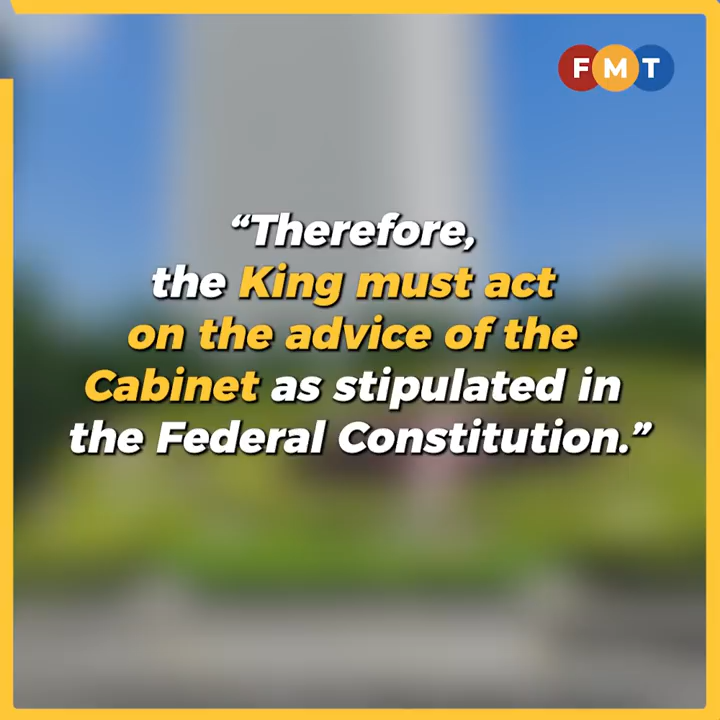 FMT
“Therefore,
the King must act
on the advice of the
Cabinet as stipulated in
the Federal Constitution.”